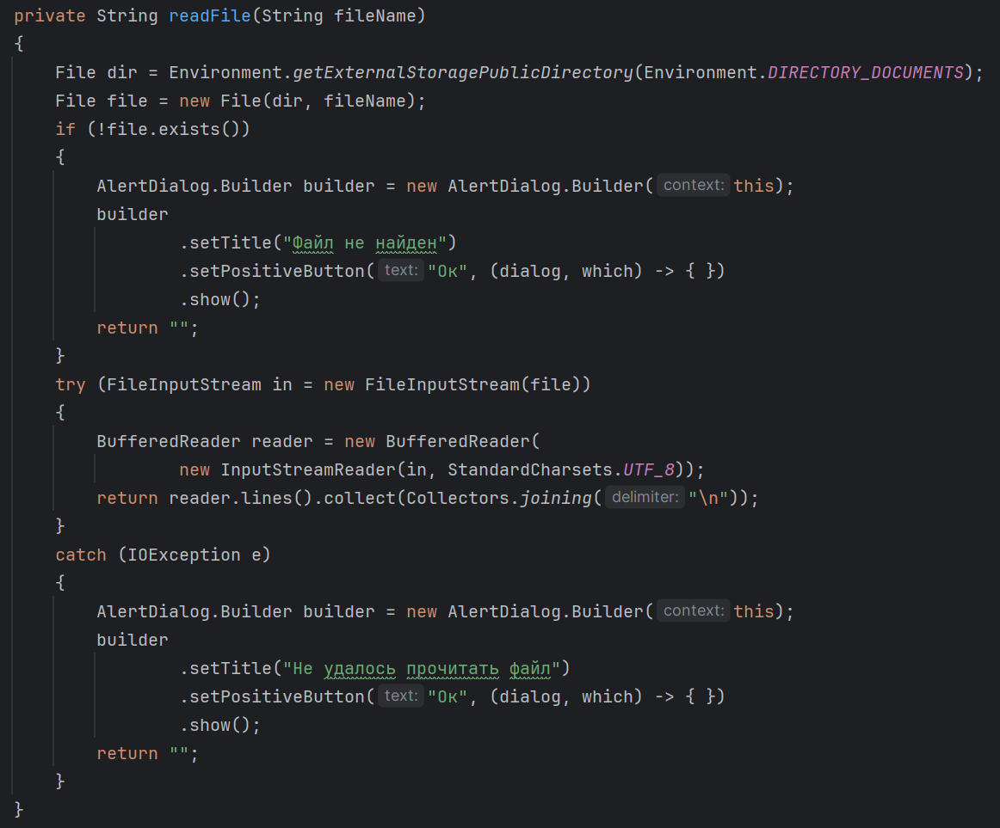 private String readFile(String fileName)
{
    File dir = Environment.getExternalStoragePublicDirectory(Environment.DIRECTORY_DOCUMENTS);
    File file = new File(dir, fileName);
    if (!file.exists())
    {
        AlertDialog.Builder builder = new AlertDialog.Builder( context: this);
        builder
                .setTitle("Файл не найден")
                .setPositiveButton( text: "Ок", (dialog, which) -> { })
                .show();
        return "";
    }
    try (FileInputStream in = new FileInputStream(file))
    {
        BufferedReader reader = new BufferedReader(
                new InputStreamReader(in, StandardCharsets.UTF_8));
        return reader.lines().collect(Collectors.joining( delimiter: "\n"));
    }
    catch (IOException e)
    {
        AlertDialog.Builder builder = new AlertDialog.Builder( context: this);
        builder
                .setTitle("Не удалось прочитать файл")
                .setPositiveButton( text: "Ок", (dialog, which) -> { })
                .show();
        return "";
    }
}